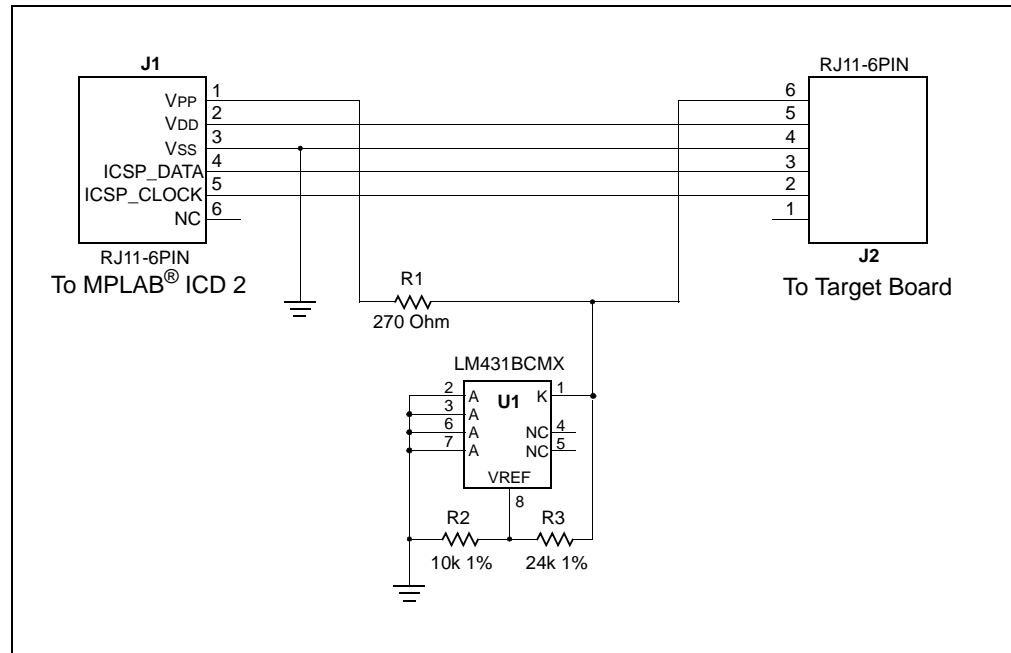 J1
VPP 1
VDD 2
VSS 3
ICSP_DATA 4
ICSP_CLOCK 5
NC 6
RJ11-6PIN
To MPLAB® ICD 2
RJ11-6PIN
6
5
4
3
2
1
J2
To Target Board
R1
270 Ohm
LM431BCMX
U1
2 A
3 A
6 A
7 A
K 1
NC 4
NC 5
VREF
8
R2
10k 1%
R3
24k 1%